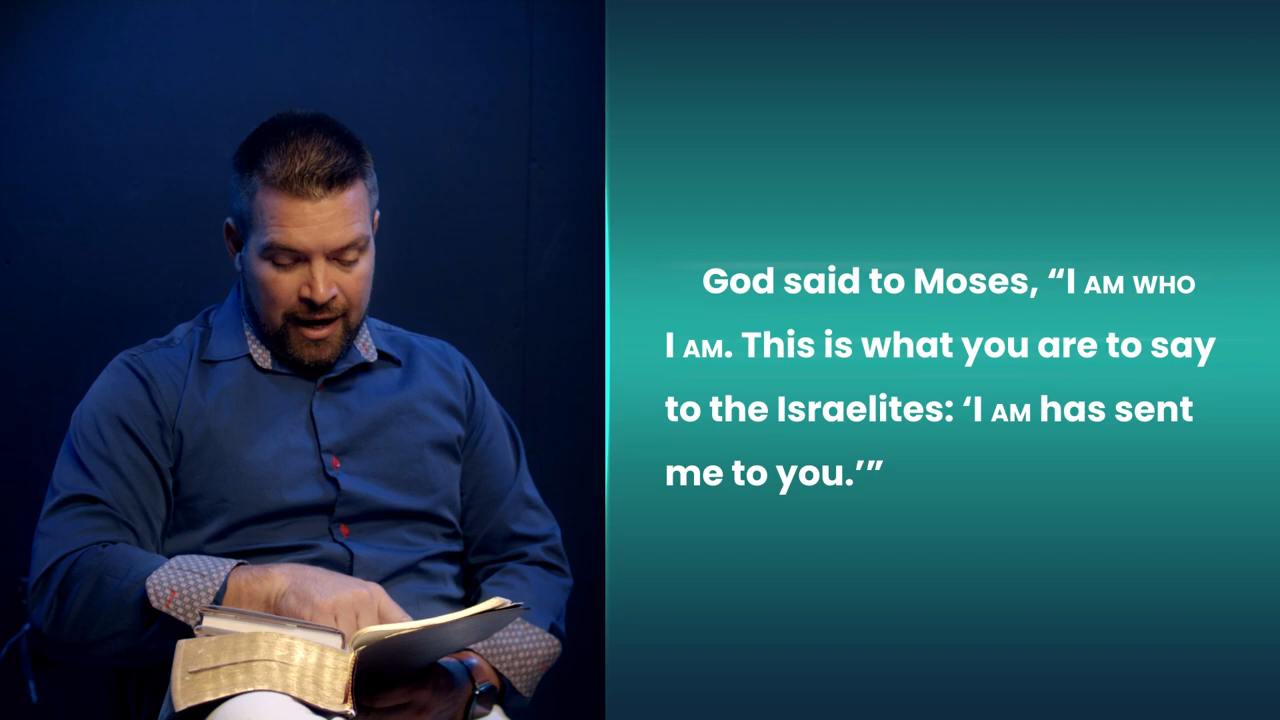 God said to Moses, “I AM WHO
I AM. This is what you are to say
to the Israelites: ‘I AM has sent
me to you.’”